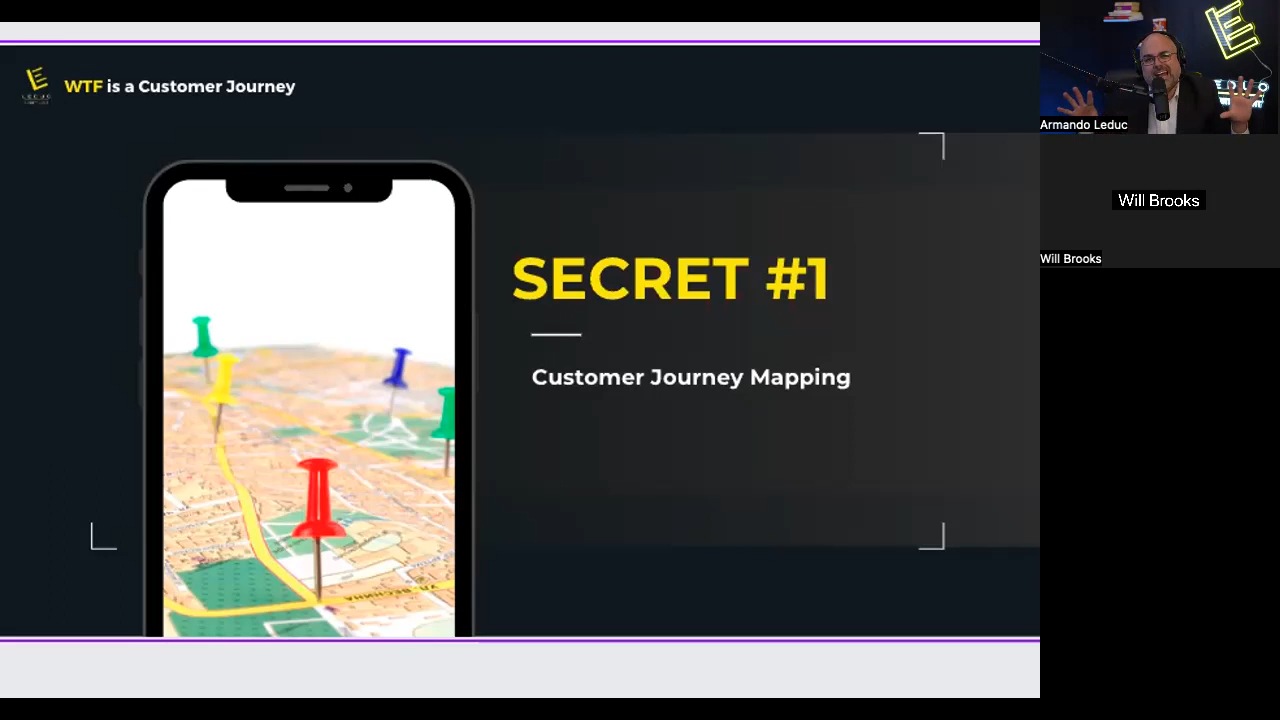 WTF is a Customer Journey
SECRET #1
Customer Journey Mapping
Armando Leduc
Will Brooks
Will Brooks